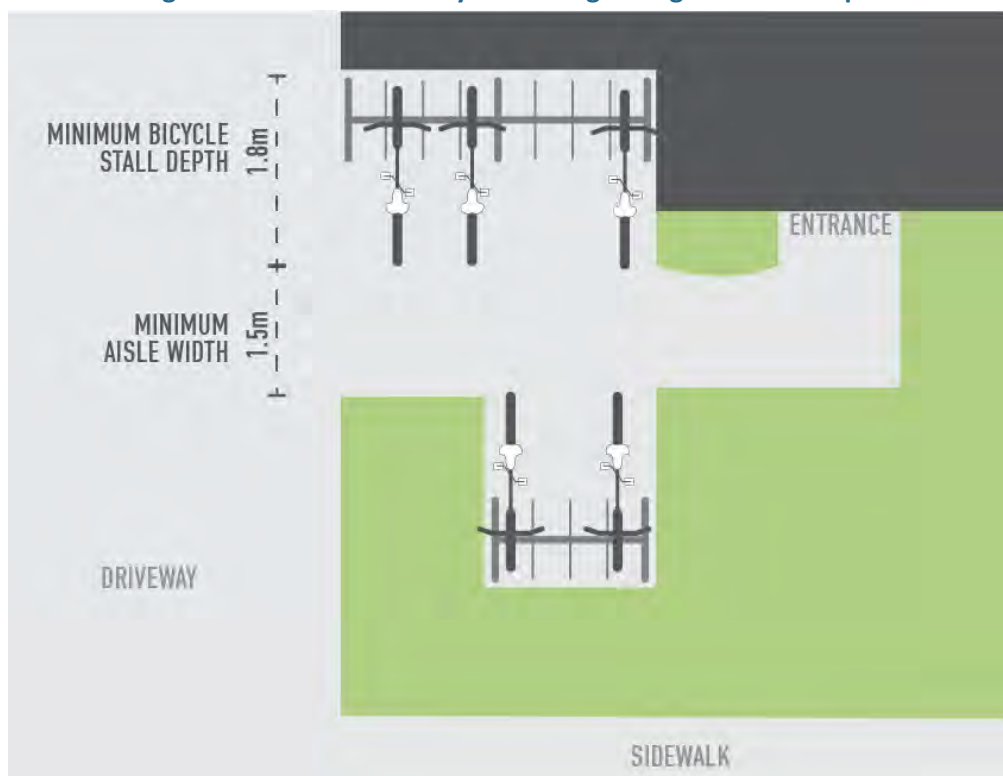 MINIMUM BICYCLE
STALL DEPTH
1.8m
ENTRANCE
MINIMUM
AISLE WIDTH
1.5m
DRIVEWAY
SIDEWALK